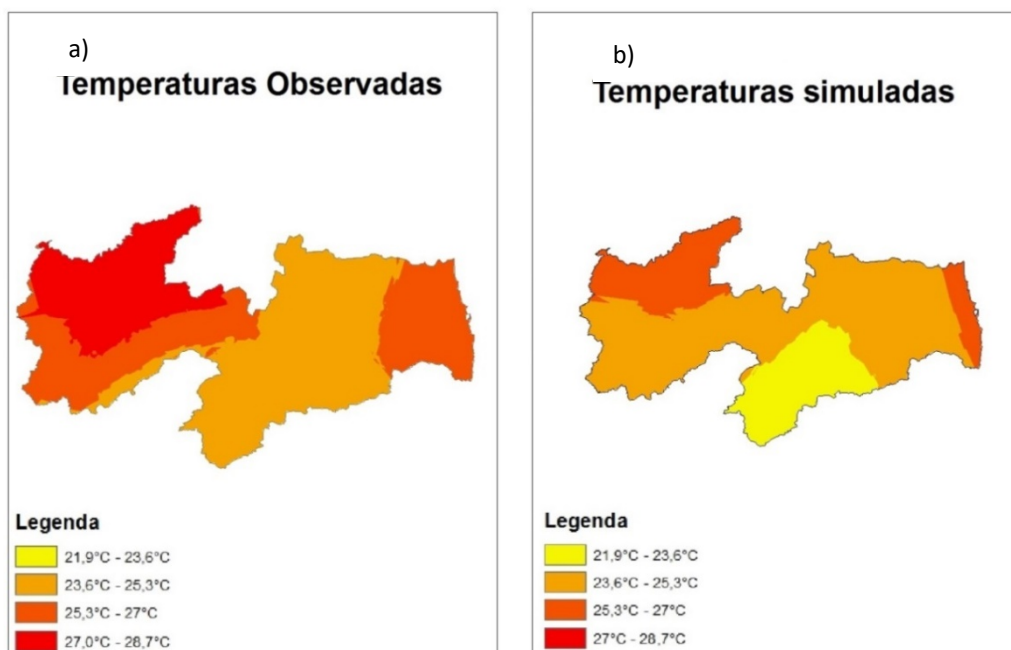 a)
Temperaturas Observadas
Legenda
21,9°C - 23,6°C
23,6°C - 25,3°C
25,3°C - 27°C
27,0°C - 28,7°C
b)
Temperaturas simuladas
Legenda
21,9°C - 23,6°C
23,6°C - 25,3°C
25,3°C - 27°C
27°C - 28,7°C